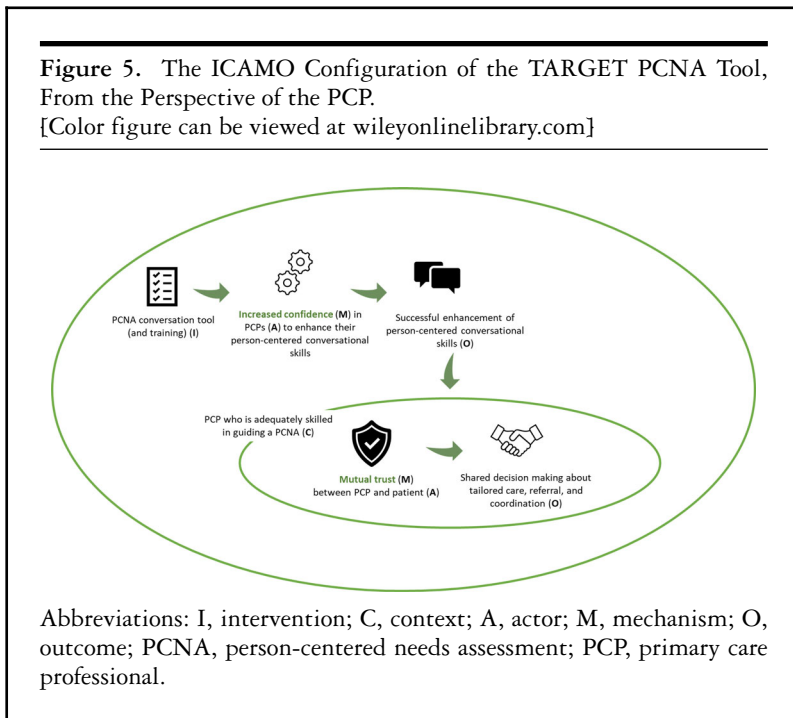 Figure 5. The ICAMO Configuration of the TARGET PCNA Tool,
From the Perspective of the PCP.
[Color figure can be viewed at wileyonlinelibrary.com]
PCNA conversation tool
(and training) (I)
Increased confidence (M) in
PCPs (A) to enhance their
person-centered conversational
skills
Successful enhancement of
person-centered conversational
skills (O)
PCP who is adequately skilled
in guiding a PCNA (C)
Mutual trust (M)
between PCP and patient (A)
Shared decision making about
tailored care, referral, and
coordination (O)
Abbreviations: I, intervention; C, context; A, actor; M, mechanism; O,
outcome; PCNA, person-centered needs assessment; PCP, primary care
professional.